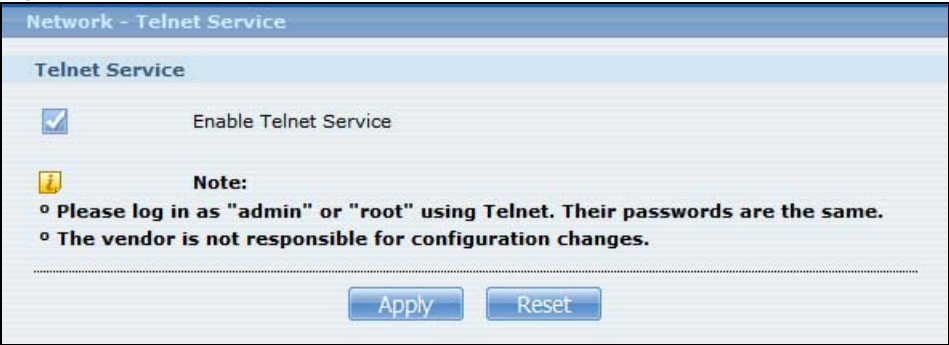 Network - Telnet Service
Telnet Service
Enable Telnet Service
i Note:
º Please log in as "admin" or "root" using Telnet. Their passwords are the same.
º The vendor is not responsible for configuration changes.
Apply Reset